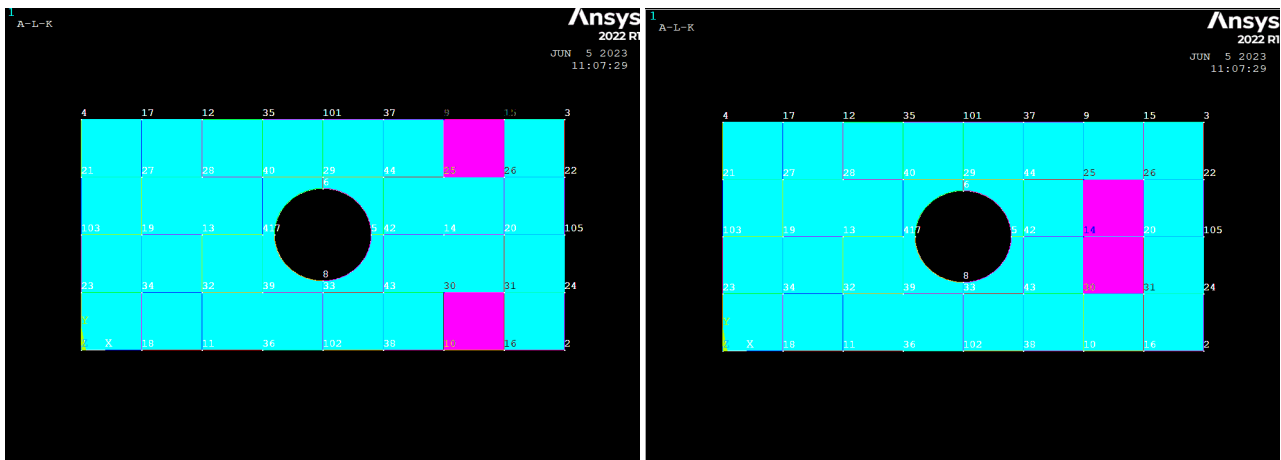 1
A-L-K
Ansys
2022 R1
JUN 5 2023
11:07:29
4 17 12 35 101 37 9 15 3
21 27 28 40 29 44 25 26 22
6
103 19 13 417 5 42 14 20 105
8
23 34 32 39 33 43 30 31 24
Y
Z X 18 11 36 102 38 10 16 2
1
A-L-K
Ansys
2022 R1
JUN 5 2023
11:07:29
4 17 12 35 101 37 9 15 3
21 27 28 40 29 44 25 26 22
6
103 19 13 417 5 42 14 20 105
8
23 34 32 39 33 43 30 31 24
Y
Z X 18 11 36 102 38 10 16 2